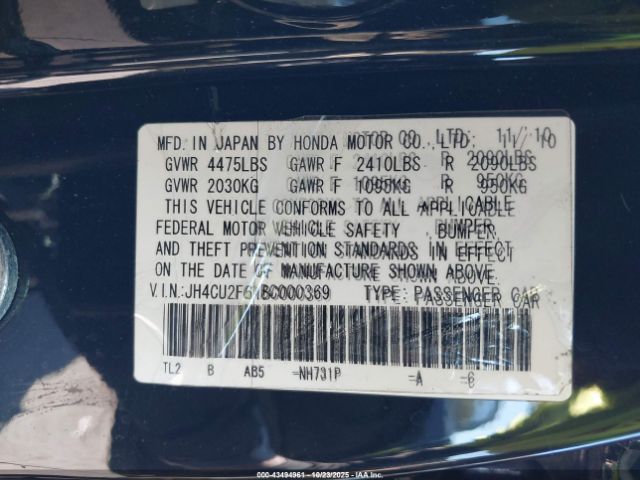 MFD. IN JAPAN BY HONDA MOTOR CO., LTD. 11/10
GVWR 4475LBS GAWR F 2410LBS R 2090LBS
GVWR 2030KG GAWR F 1095KG R 950KG
THIS VEHICLE CONFORMS TO ALL APPLICABLE
FEDERAL MOTOR VEHICLE SAFETY BUMPER,
AND THEFT PREVENTION STANDARDS IN EFFECT
ON THE DATE OF MANUFACTURE SHOWN ABOVE.
V.I.N.:JH4CU2F61BC000369 TYPE: PASSENGER CAR
TL2 B AB5 -NH731P -A -6
000-43494961 - 10/23/2025 - IAAI.COM